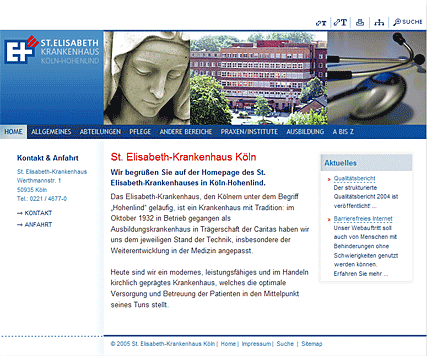 SUCHE
ST. ELISABETH
KRANKENHAUS
KÖLN-HOHENLIND
HOME ALLGEMEINES ABTEILUNGEN PFLEGE ANDERE BEREICHE PRAXEN/INSTITUTE AUSBILDUNG A BIS Z
Kontakt & Anfahrt
St. Elisabeth-Krankenhaus
Werthmannstr. 1
50935 Köln
Tel.: 0221 / 4677-0
KONTAKT
ANFAHRT
St. Elisabeth-Krankenhaus Köln
Wir begrüßen Sie auf der Homepage des St.
Elisabeth-Krankenhauses in Köln-Hohenlind.
Das Elisabeth-Krankenhaus, den Kölnern unter dem Begriff
„Hohenlind" geläufig, ist ein Krankenhaus mit Tradition: im
Oktober 1932 in Betrieb gegangen als
Ausbildungskrankenhaus in Trägerschaft der Caritas haben wir
uns dem jeweiligen Stand der Technik, insbesondere der
Weiterentwicklung in der Medizin angepasst.
Heute sind wir ein modernes, leistungsfähiges und im Handeln
kirchlich geprägtes Krankenhaus, welches die optimale
Versorgung und Betreuung der Patienten in den Mittelpunkt
seines Tuns stellt.
Aktuelles
Qualitätsbericht
Der strukturierte
Qualitätsbericht 2004 ist
veröffentlicht ...
Barrierefreies Internet
Unser Webauftritt soll
auch von Menschen mit
Behinderungen ohne
Schwierigkeiten genutzt
werden können.
Erfahren Sie mehr ...
© 2005 St. Elisabeth-Krankenhaus Köln | Home | Impressum | Suche | Sitemap